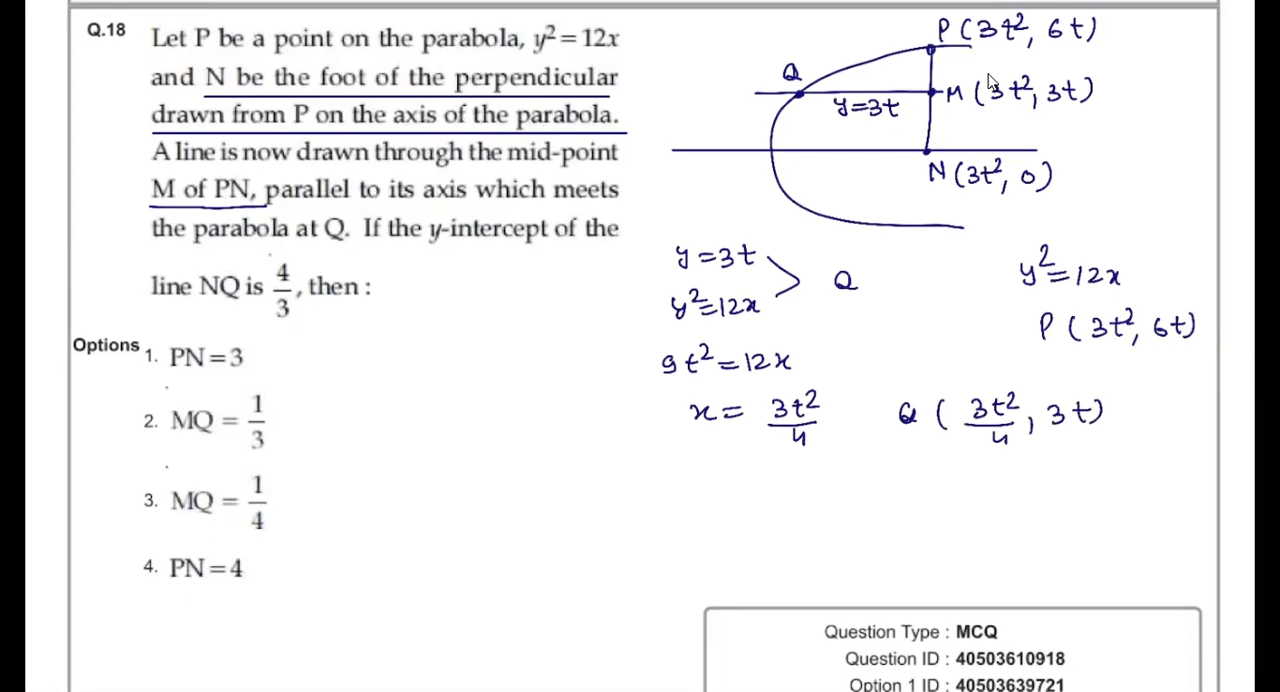 Q.18 Let P be a point on the parabola, y² = 12x
and N be the foot of the perpendicular
drawn from P on the axis of the parabola.
A line is now drawn through the mid-point
M of PN, parallel to its axis which meets
the parabola at Q. If the y-intercept of the
line NQ is 4/3, then :
Options 1. PN = 3
2. MQ = 1/3
3. MQ = 1/4
4. PN = 4
P (3t², 6t)
Q
y=3t
M (3t², 3t)
N (3t², 0)
y = 3t
y² = 12x
Q
y² = 12x
P (3t², 6t)
9t² = 12x
x = 3t²/4
Q ( 3t²/4, 3t)
Question Type : MCQ
Question ID : 40503610918
Option 1 ID : 40503639721